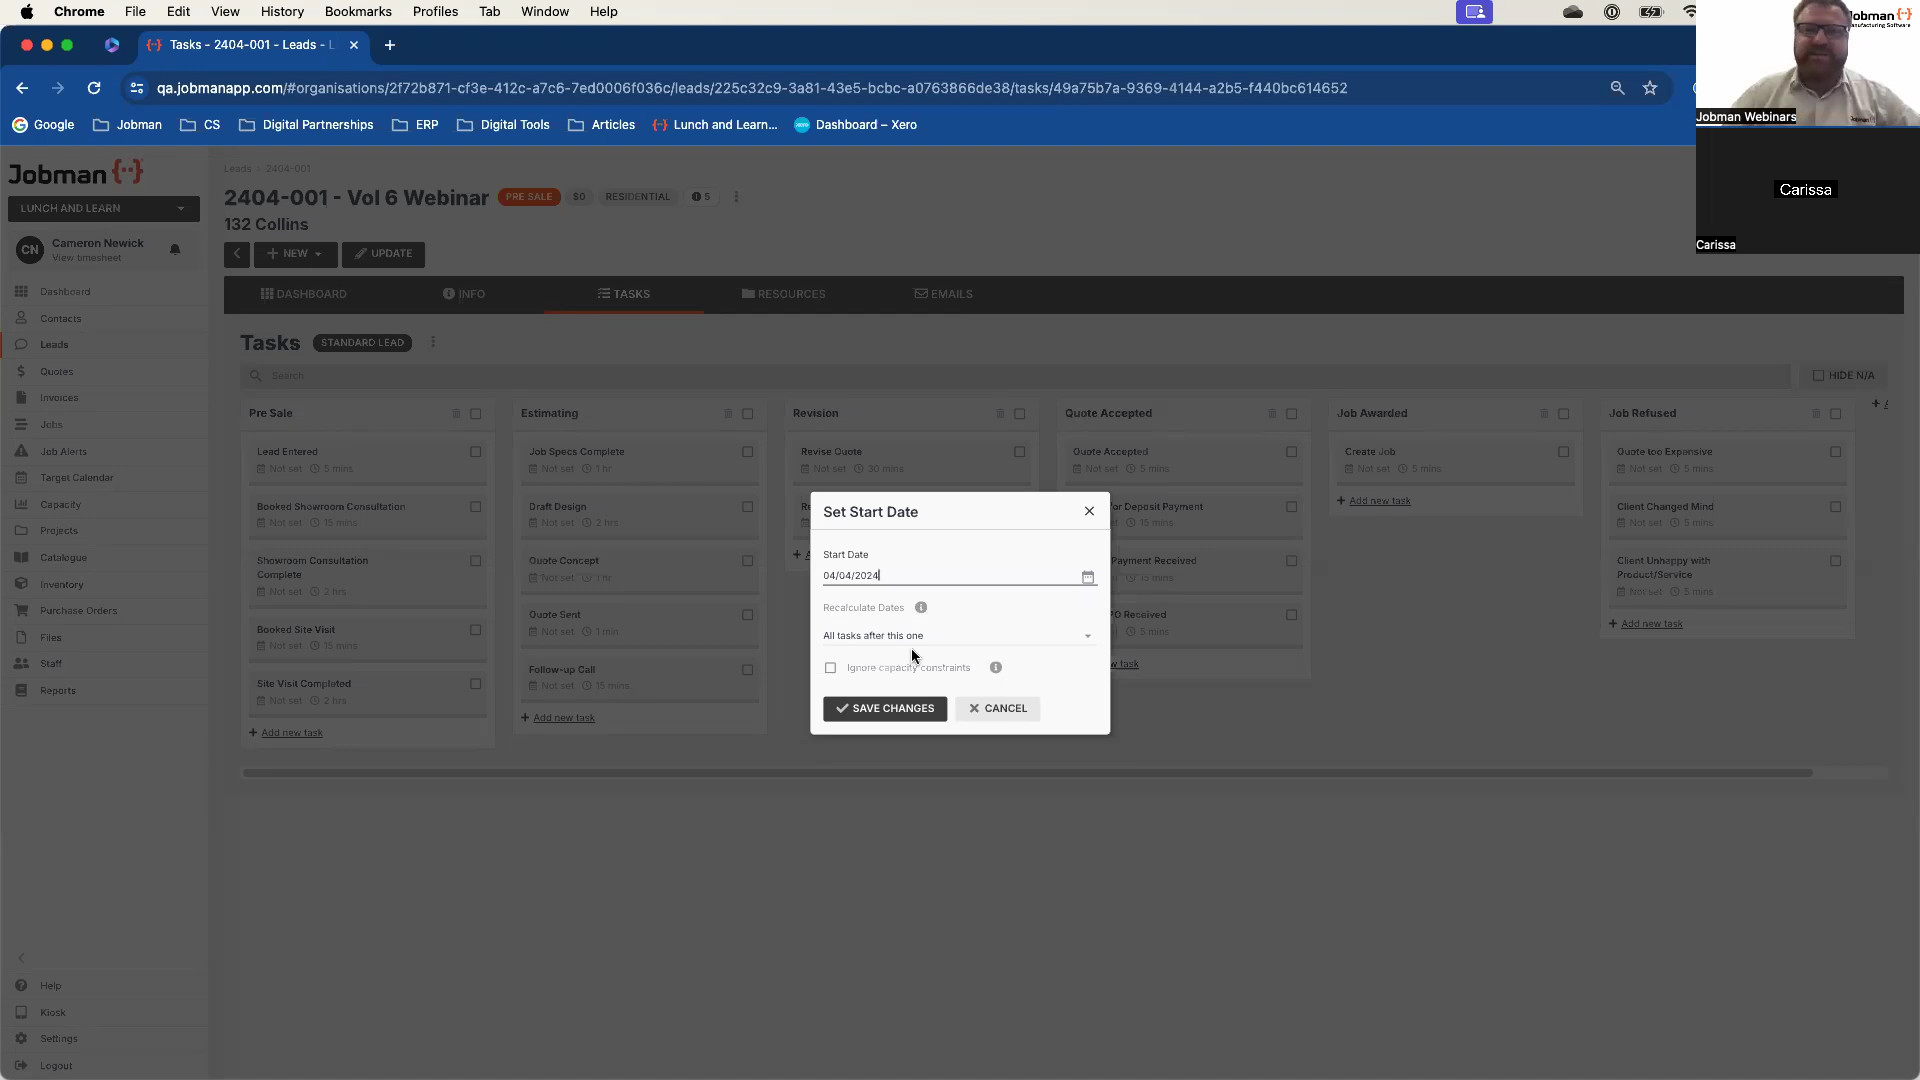 Chrome File Edit View History Bookmarks Profiles Tab Window Help
Tasks - 2404-001 - Leads - L
qa.jobmanapp.com/#organisations/2f72b871-cf3e-412c-a7c6-7ed0006f036c/leads/225c32c9-3a81-43e5-bcbc-a0763866de38/tasks/49a75b7a-9369-4144-a2b5-f440bc614652
Google Jobman CS Digital Partnerships ERP Digital Tools Articles Lunch and Learn... Dashboard – Xero
Jobman Webinars
Carissa
Carissa
Jobman
LUNCH AND LEARN
CN Cameron Newick
View timesheet
Dashboard
Contacts
Leads
Quotes
Invoices
Jobs
Job Alerts
Target Calendar
Capacity
Projects
Catalogue
Inventory
Purchase Orders
Files
Staff
Reports
Help
Kiosk
Settings
Logout
Leads 2404-001
2404-001 - Vol 6 Webinar PRE SALE $0 RESIDENTIAL 5
132 Collins
NEW UPDATE
DASHBOARD INFO TASKS RESOURCES EMAILS
Tasks STANDARD LEAD
Search HIDE N/A
Pre Sale
Lead Entered
Not set 5 mins
Booked Showroom Consultation
Not set 15 mins
Showroom Consultation
Complete
Not set 2 hrs
Booked Site Visit
Not set 15 mins
Site Visit Completed
Not set 2 hrs
Add new task
Estimating
Job Specs Complete
Not set 1 hr
Draft Design
Not set 2 hrs
Quote Concept
Not set 1 hr
Quote Sent
Not set 1 min
Follow-up Call
Not set 15 mins
Add new task
Revision
Revise Quote
Not set 30 mins
Set Start Date
Start Date
04/04/2024
Recalculate Dates
All tasks after this one
Ignore capacity constraints
SAVE CHANGES CANCEL
Quote Accepted
Quote Accepted
Not set 5 mins
Deposit Payment
15 mins
Payment Received
15 mins
Received
5 mins
task
Job Awarded
Create Job
Not set 5 mins
Add new task
Job Refused
Quote too Expensive
Not set 5 mins
Client Changed Mind
Not set 5 mins
Client Unhappy with
Product/Service
Not set 5 mins
Add new task